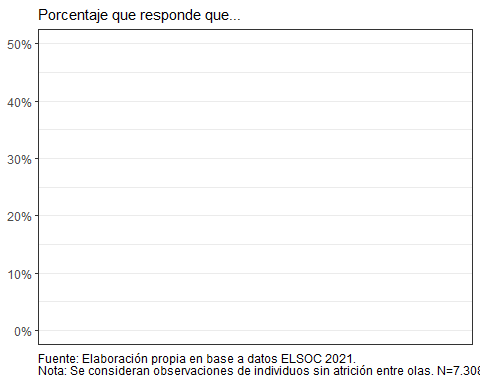 Porcentaje que responde que...
50%
40%
30%
20%
10%
0%
Fuente: Elaboración propia en base a datos ELSOC 2021.
Nota: Se consideran observaciones de individuos sin atrición entre olas. N=7.308